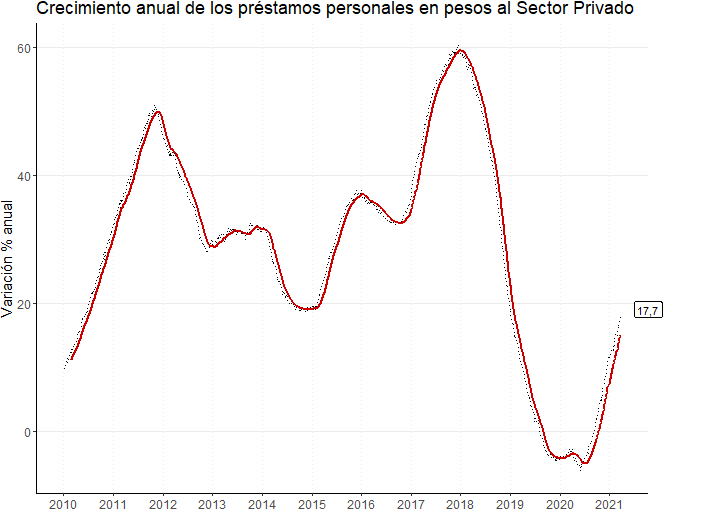 Crecimiento anual de los préstamos personales en pesos al Sector Privado
Variación % anual
60
40
20
0
17,7
2010 2011 2012 2013 2014 2015 2016 2017 2018 2019 2020 2021